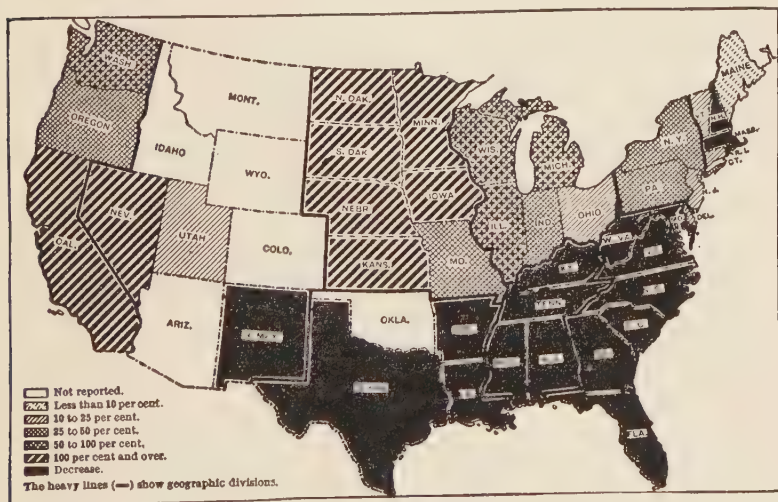 WASH.
OREGON
CAL.
NEV.
IDAHO
MONT.
WYO.
UTAH
COLO.
ARIZ.
N. DAK.
S. DAK.
NEBR.
KANS.
OKLA.
MINN.
IOWA
MO.
WIS.
ILL.
MICH.
IND.
OHIO
TENN.
W. VA.
FLA.
PA.
N. Y.
N. J.
DEL.
MD.
CT.
R. I.
MASS.
N. H.
MAINE
Not reported.
Less than 10 per cent.
10 to 25 per cent.
25 to 50 per cent.
50 to 100 per cent.
100 per cent and over.
Decrease.
The heavy lines (━) show geographic divisions.